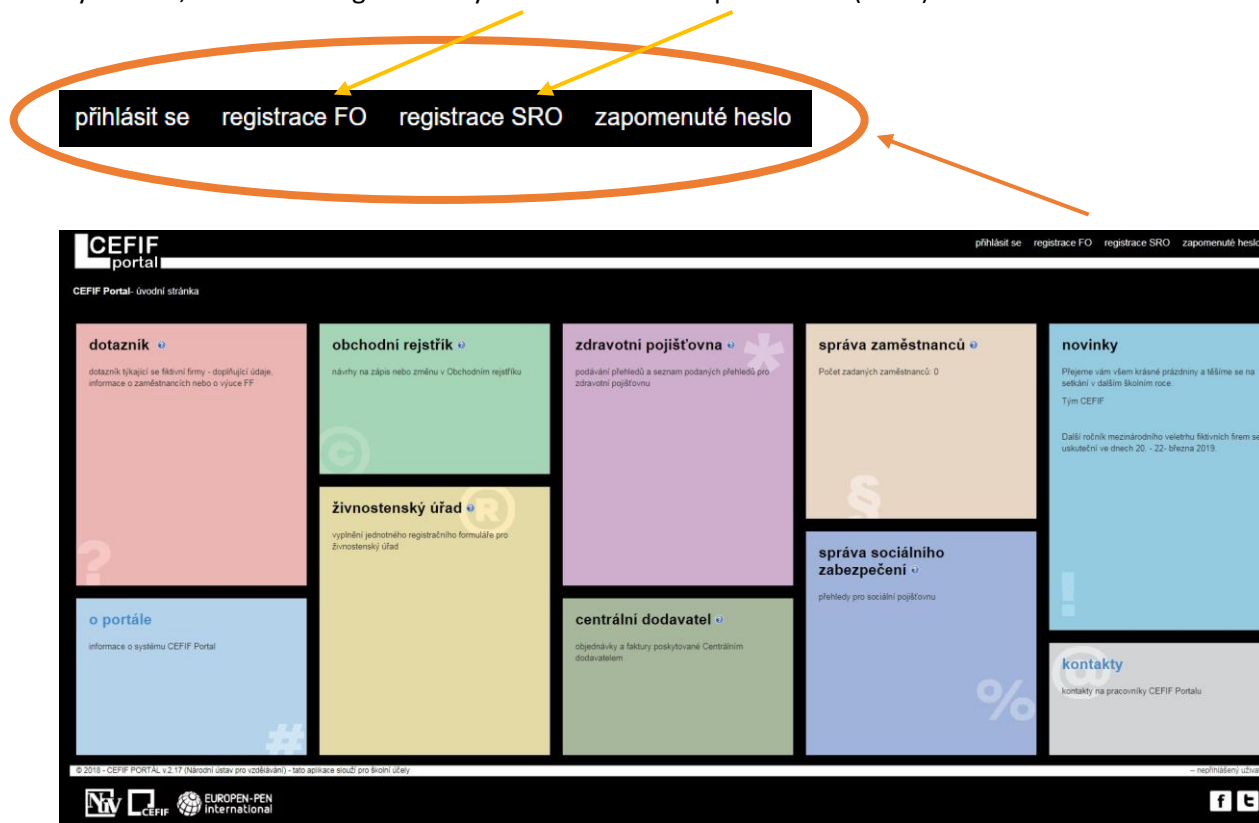 přihlásit se registrace FO registrace SRO zapomenuté heslo
CEFIF
portal
přihlásit se registrace FO registrace SRO zapomenuté heslo
CEFIF Portal- úvodní stránka
dotazník
dotazník týkající se fiktivní firmy - doplňující údaje,
informace o zaměstnancích nebo o výuce FF
?
o portále
informace o systému CEFIF Portal
#
obchodní rejstřík
návrhy na zápis nebo změnu v Obchodním rejstříku
©
živnostenský úřad
®
vyplnění jednotného registračního formuláře pro
živnostenský úřad
zdravotní pojišťovna
*
podávání přehledů a seznam podaných přehledů pro
zdravotní pojišťovnu
centrální dodavatel
objednávky a faktury poskytované Centrálním
dodavatelem
správa zaměstnanců
Počet zadaných zaměstnanců: 0
§
správa sociálního
zabezpečení
přehledy pro sociální pojišťovnu
%
novinky
Přejeme vám všem krásné prázdniny a těšíme se na
setkání v dalším školním roce.
Tým CEFIF
Další ročník mezinárodního veletrhu fiktivních firem se
uskuteční ve dnech 20. - 22- března 2019.
!
kontakty
@
kontakty na pracovníky CEFIF Portalu
© 2018 - CEFIF PORTÁL v.2.17 (Národní ústav pro vzdělávání) - tato aplikace slouží pro školní účely
-- nepřihlášený
NÚV
CEFIF
EUROPEN-PEN
international
f t